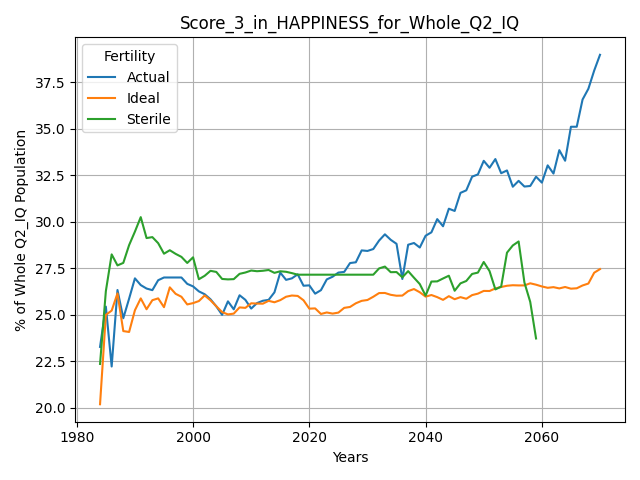 Score_3_in_HAPPINESS_for_Whole_Q2_IQ
Fertility
Actual
Ideal
Sterile
% of Whole Q2_IQ Population
37.5
35.0
32.5
30.0
27.5
25.0
22.5
20.0
1980
2000
2020
2040
2060
Years